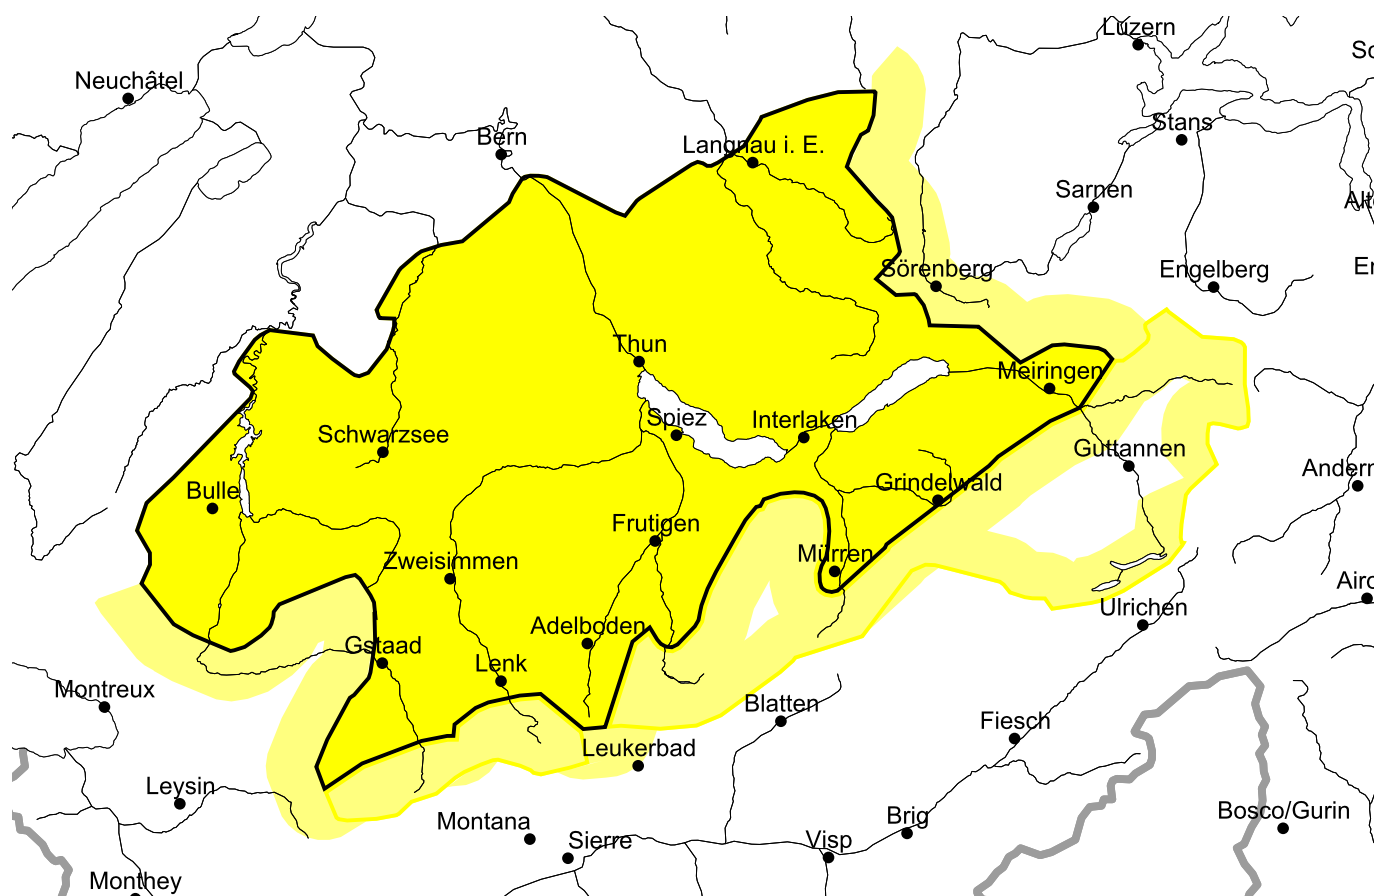 Luzern
Neuchâtel
Stans
Bern
Langnau i. E.
Sarnen
Sörenberg
Engelberg
Thun
Meiringen
Spiez
Interlaken
Schwarzsee
Guttannen
Bulle
Grindelwald
Frutigen
Mürren
Zweisimmen
Ulrichen
Adelboden
Gstaad
Lenk
Montreux
Blatten
Fiesch
Leukerbad
Leysin
Bosco/Gurin
Montana
Brig
Sierre
Visp
Monthey